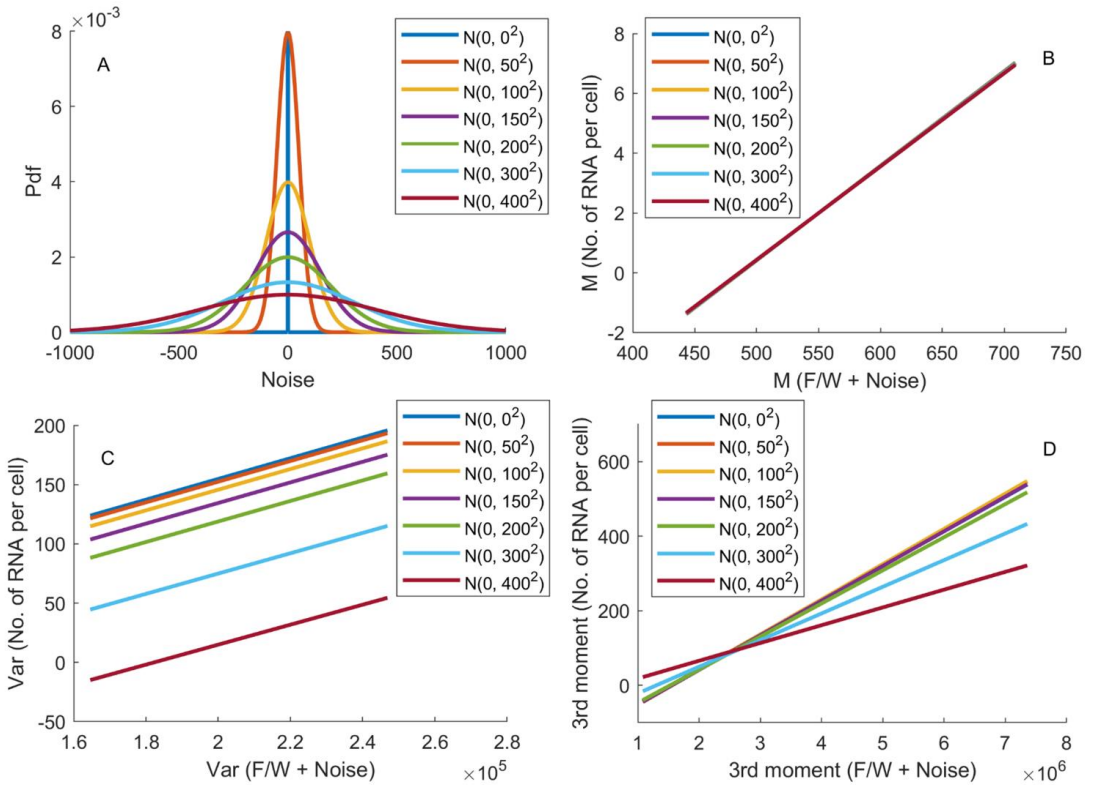 ×10⁻³
A
Pdf
8
6
4
2
0
-1000
-500
0
500
1000
Noise
N(0, 0²)
N(0, 50²)
N(0, 100²)
N(0, 150²)
N(0, 200²)
N(0, 300²)
N(0, 400²)
B
M (No. of RNA per cell)
8
6
4
2
0
-2
400
450
500
550
600
650
700
750
M (F/W + Noise)
N(0, 0²)
N(0, 50²)
N(0, 100²)
N(0, 150²)
N(0, 200²)
N(0, 300²)
N(0, 400²)
C
Var (No. of RNA per cell)
200
150
100
50
0
-50
1.6
1.8
2
2.2
2.4
2.6
2.8
Var (F/W + Noise)
×10⁵
N(0, 0²)
N(0, 50²)
N(0, 100²)
N(0, 150²)
N(0, 200²)
N(0, 300²)
N(0, 400²)
D
3rd moment (No. of RNA per cell)
600
400
200
0
1
2
3
4
5
6
7
8
3rd moment (F/W + Noise)
×10⁶
N(0, 0²)
N(0, 50²)
N(0, 100²)
N(0, 150²)
N(0, 200²)
N(0, 300²)
N(0, 400²)